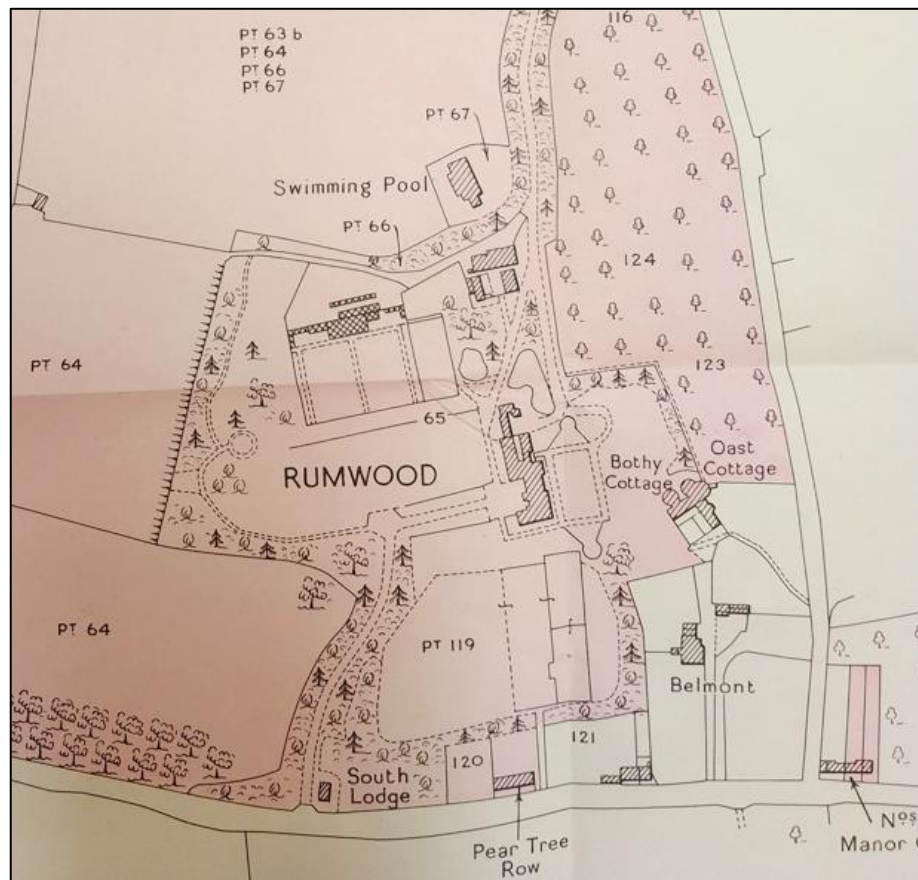 116
PT 63 b
PT 64
PT 66
PT 67
PT 67
Swimming Pool
PT 66
124
PT 64
123
65
RUMWOOD
Oast
Cottage
Bothy
Cottage
PT 64
PT 119
Belmont
121
120
South
Lodge
Pear Tree
Row
Nos
Manor